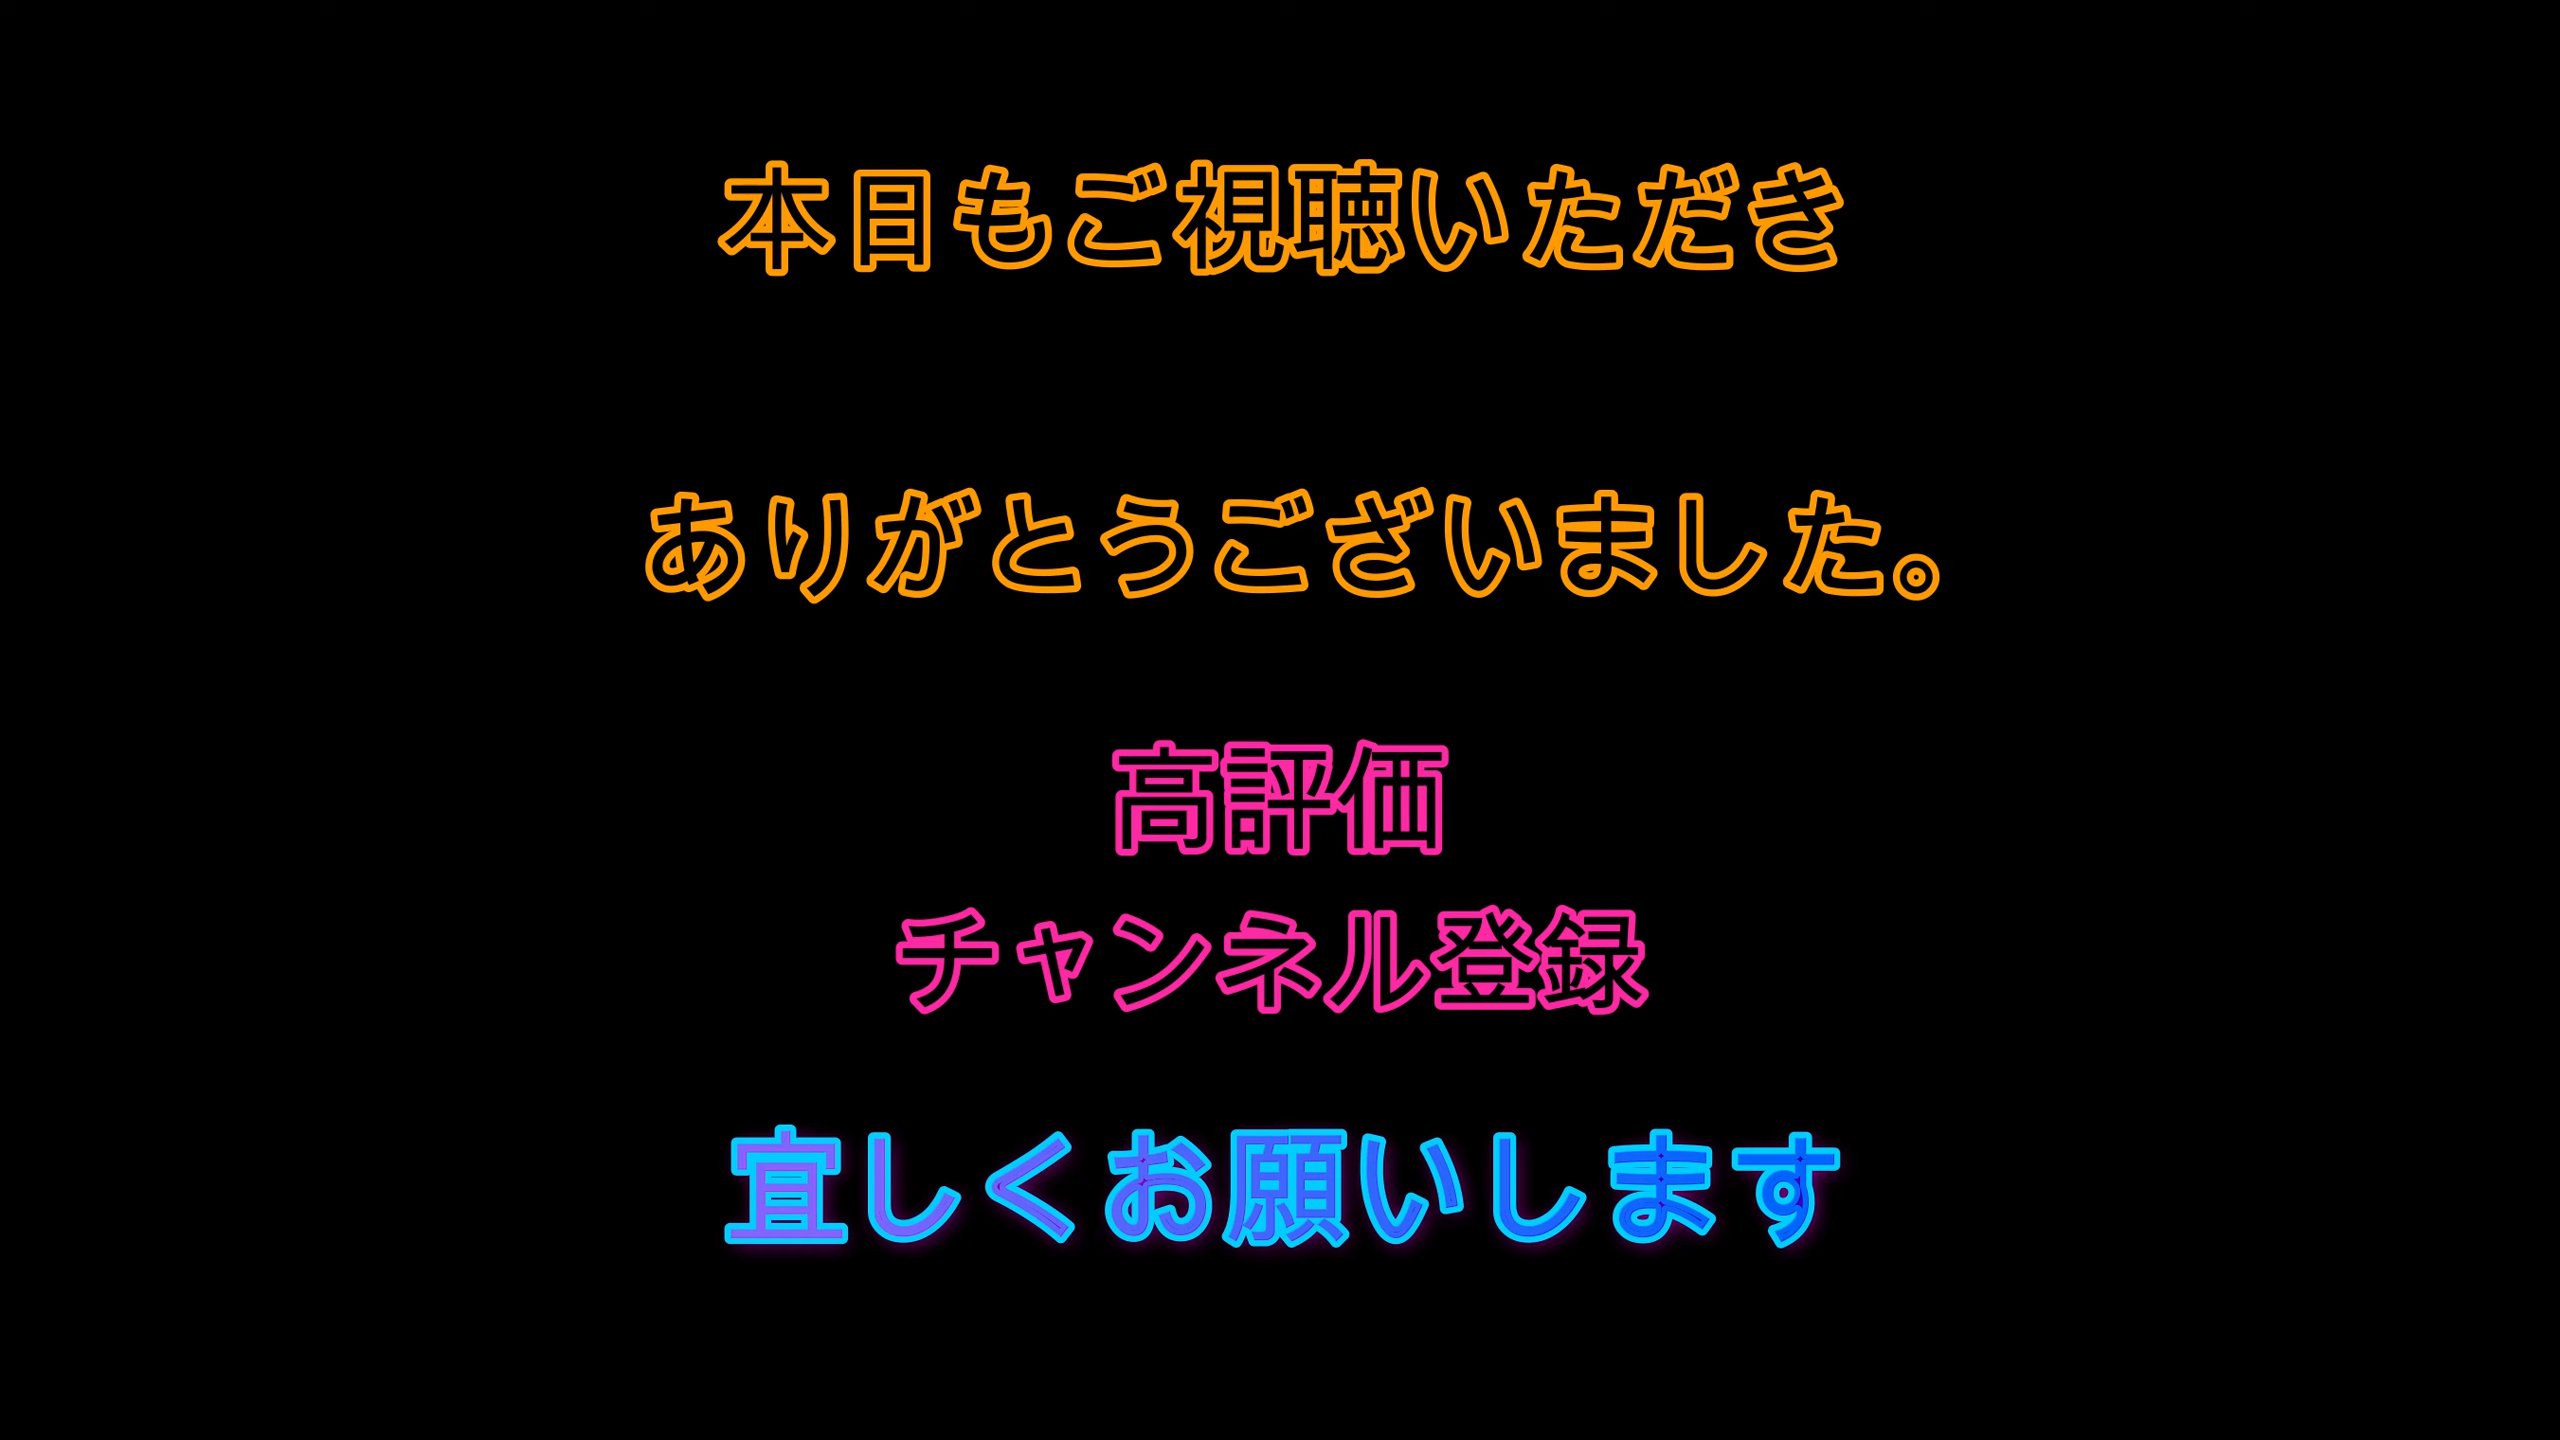 本日もご視聴いただき
ありがとうございました。
高評価
チャンネル登録
宜しくお願いします